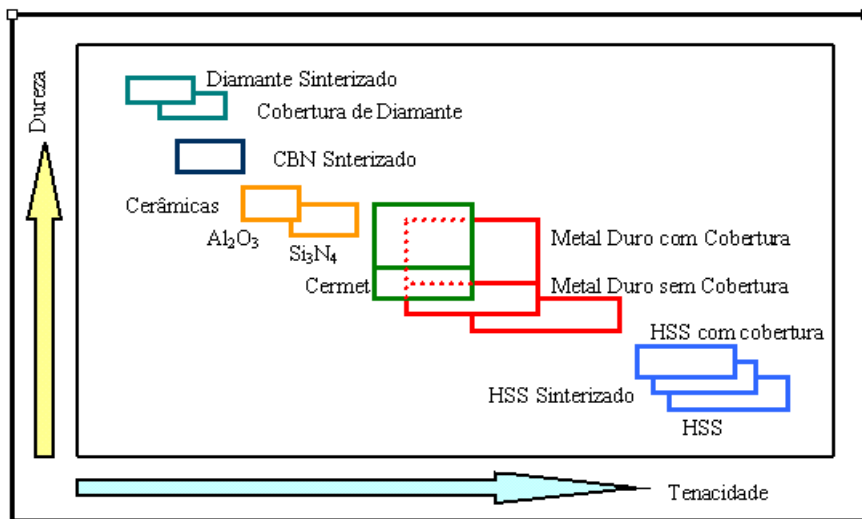 Dureza
Diamante Sinterizado
Cobertura de Diamante
CBN Snterizado
Cerâmicas
Al₂O₃
Si₃N₄
Cermet
Metal Duro com Cobertura
Metal Duro sem Cobertura
HSS com cobertura
HSS Sinterizado
HSS
Tenacidade